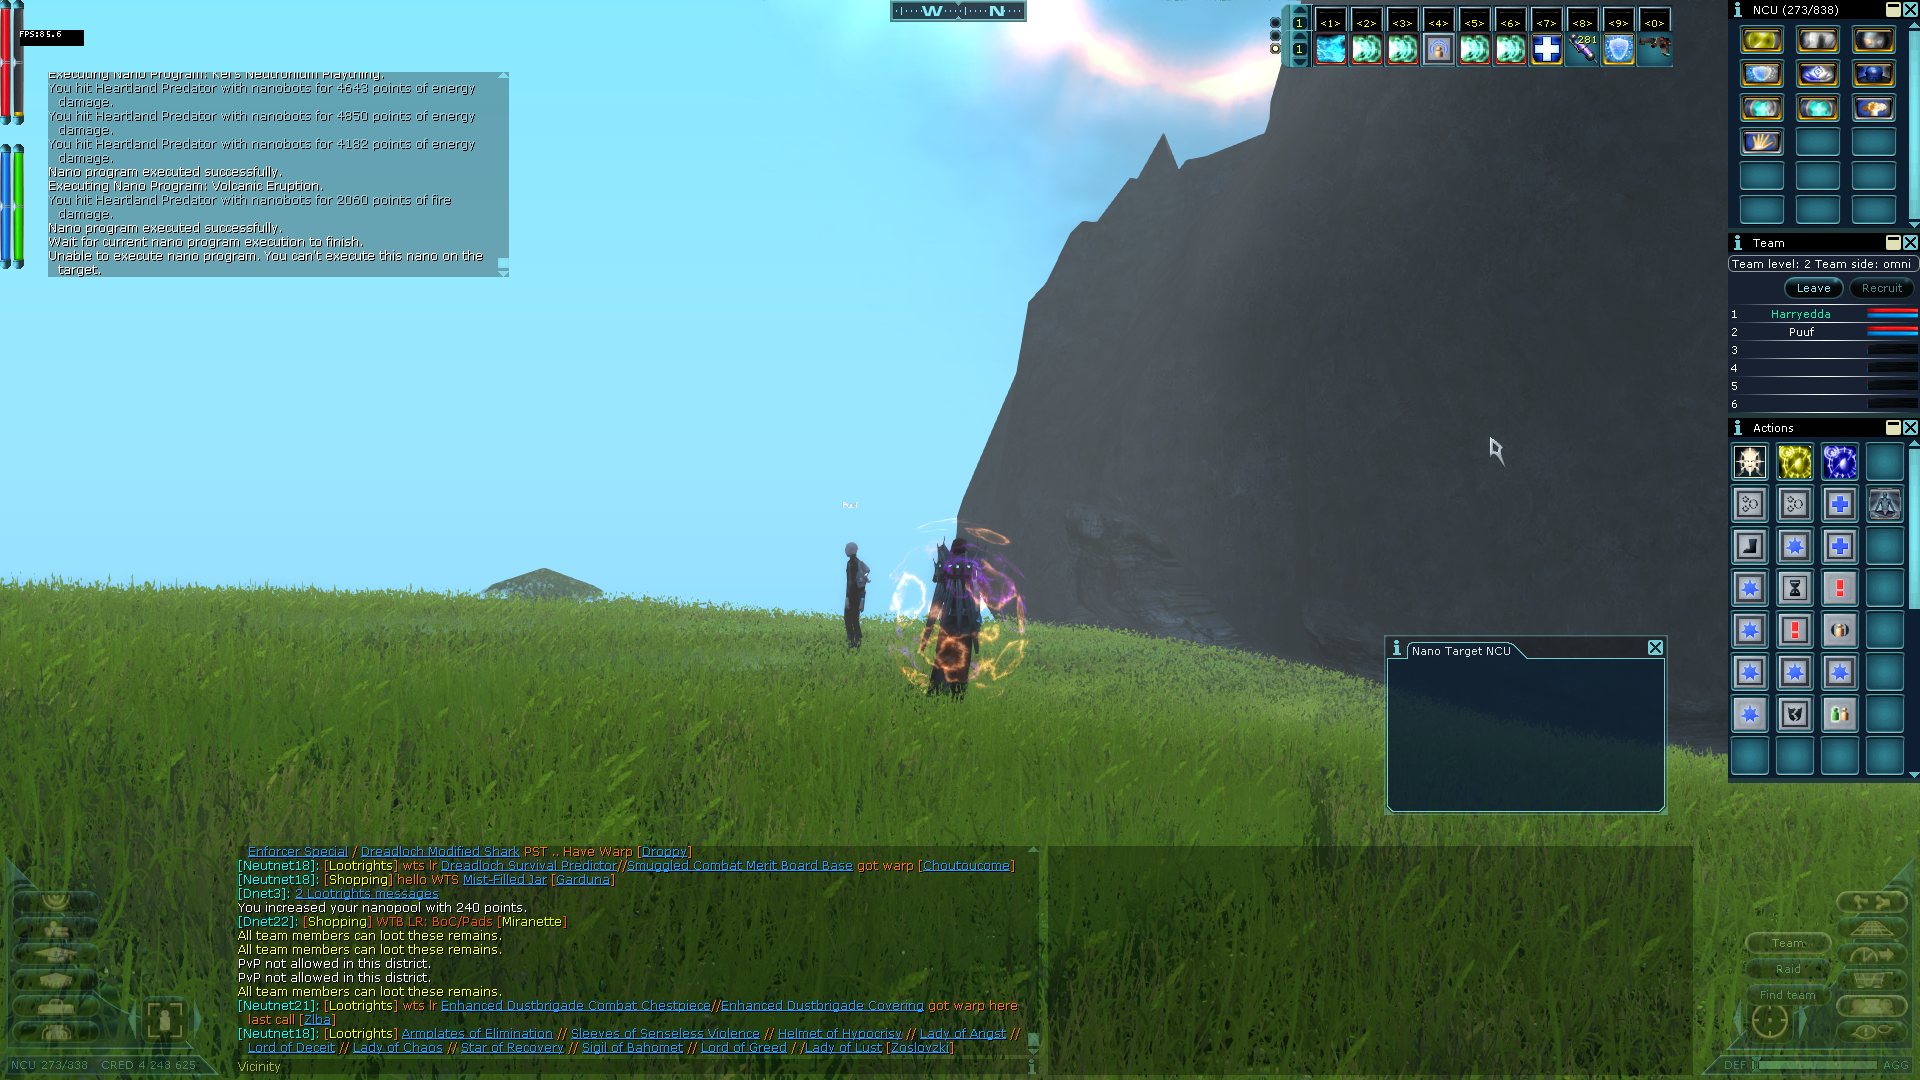 FPS:85.6
Executing Nano Program: Kel's Neutronium Plaything.
You hit Heartland Predator with nanobots for 4643 points of energy
damage.
You hit Heartland Predator with nanobots for 4850 points of energy
damage.
You hit Heartland Predator with nanobots for 4182 points of energy
damage.
Nano program executed successfully.
Executing Nano Program: Volcanic Eruption.
You hit Heartland Predator with nanobots for 2060 points of fire
damage.
Nano program executed successfully.
Wait for current nano program execution to finish.
Unable to execute nano program. You can't execute this nano on the
target.
W N
1 <1> <2> <3> <4> <5> <6> <7> <8> <9> <0>
1 281
NCU (273/838)
Team
Team level: 2 Team side: omni
Leave Recruit
1 Harryedda
2 Puuf
3
4
5
6
Actions
Puuf
Nano Target NCU
Enforcer Special / Dreadloch Modified Shark PST .. Have Warp [Droppy]
[Neutnet18]: [Lootrights] wts lr Dreadloch Survival Predictor//Smuggled Combat Merit Board Base got warp [Choutoucome]
[Neutnet18]: [Shopping] hello WTS Mist-Filled Jar [Garduna]
[Dnet3]: 2 Lootrights messages
You increased your nanopool with 240 points.
[Dnet22]: [Shopping] WTB LR: BoC/Pads [Miranette]
All team members can loot these remains.
All team members can loot these remains.
PvP not allowed in this district.
PvP not allowed in this district.
All team members can loot these remains.
[Neutnet21]: [Lootrights] wts lr Enhanced Dustbrigade Combat Chestpiece//Enhanced Dustbrigade Covering got warp here
last call [Ziba]
[Neutnet18]: [Lootrights] Armplates of Elimination // Sleeves of Senseless Violence // Helmet of Hypocrisy // Lady of Angst //
Lord of Deceit // Lady of Chaos // Star of Recovery // Sigil of Bahomet // Lord of Greed / /Lady of Lust [Zoslovzki]
Vicinity
NCU 273/838 CRED 4 248 625
Team
Raid
Find team
DEF AGG